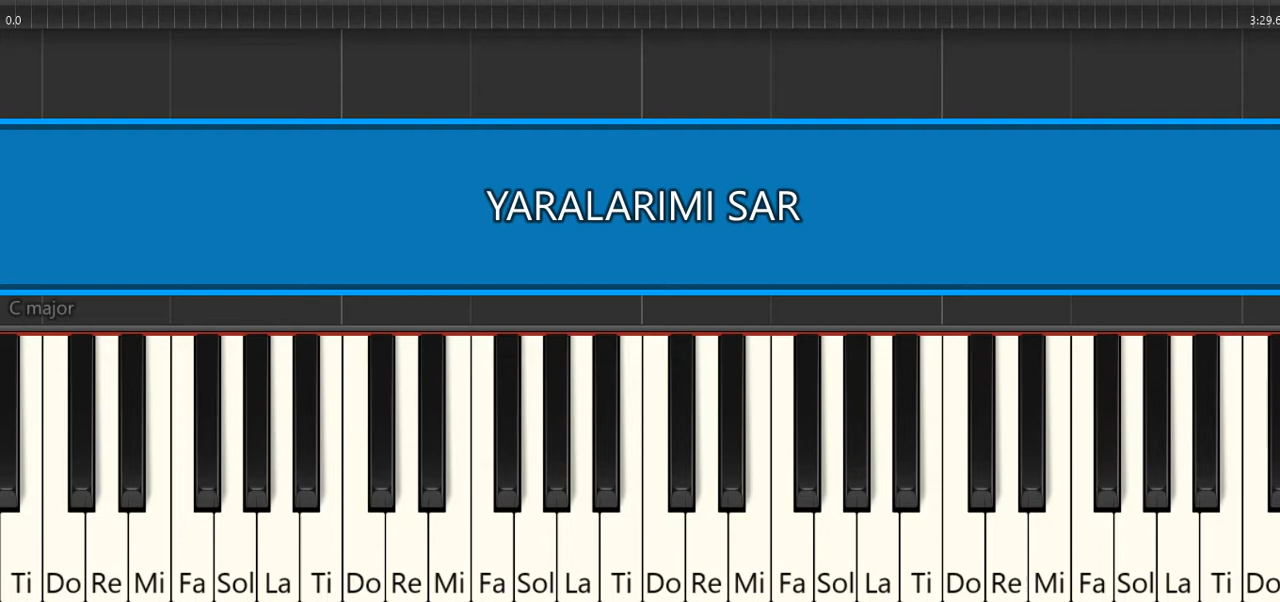 0.0 3:29.6
YARALARIMI SAR
C major
Ti Do Re Mi Fa Sol La Ti Do Re Mi Fa Sol La Ti Do Re Mi Fa Sol La Ti Do Re Mi Fa Sol La Ti Do